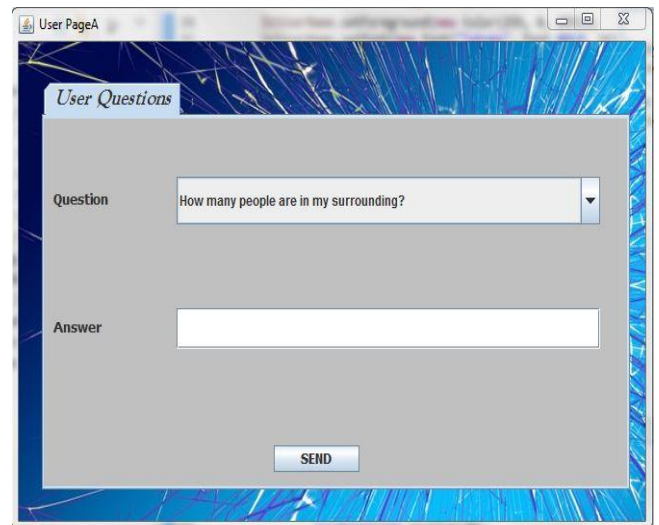 User PageA
User Questions
Question
How many people are in my surrounding?
Answer
SEND